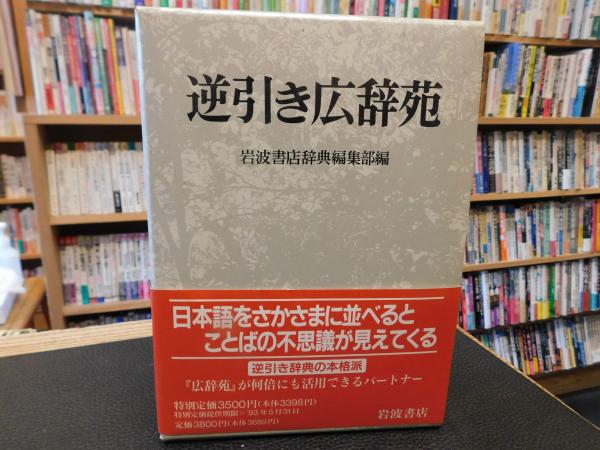 逆引き広辞苑
岩波書店辞典編集部編
日本語をさかさまに並べると
ことばの不思議が見えてくる
逆引き辞典の本格派
『広辞苑』が何倍にも活用できるパートナー
特別定価3500円(本体3398円)
特別定価提供期限='93年5月31日
定価3800円(本体3689円)
岩波書店